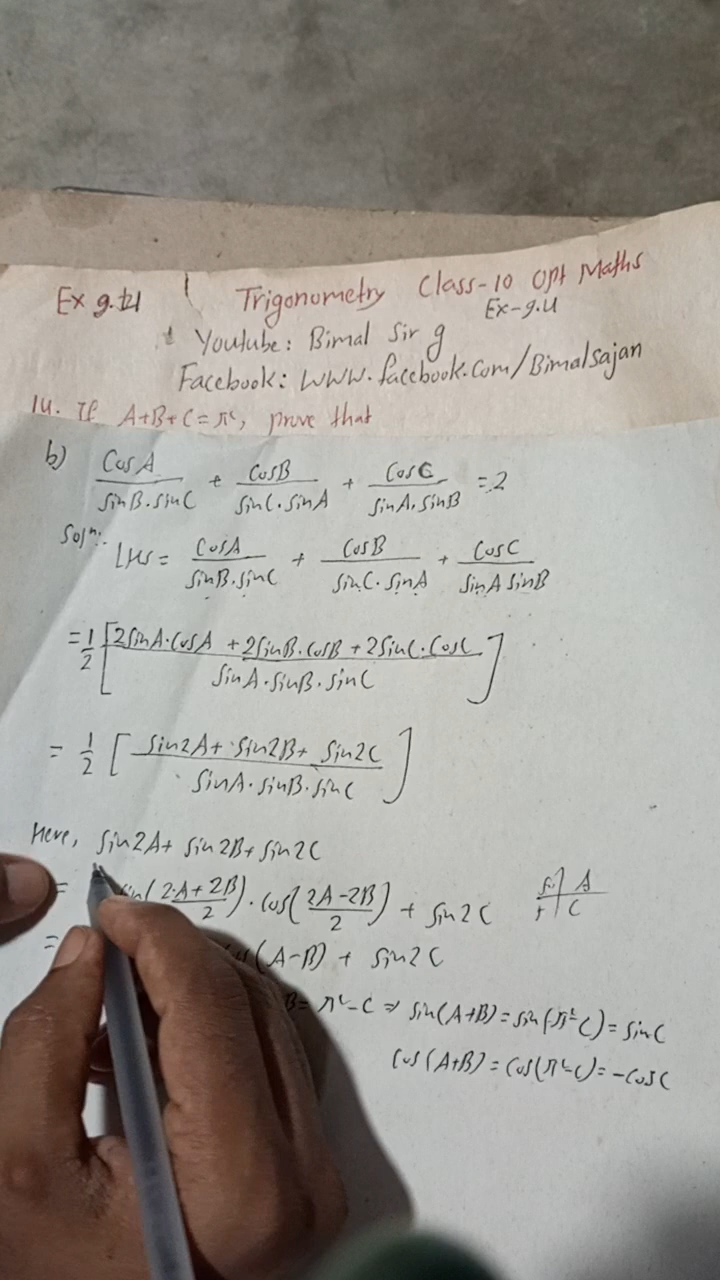 Ex 9.4 Trigonometry Class-10 Opt Maths
Ex-9.4
Youtube: Bimal Sir g
Facebook: www.facebook.com/Bimalsajan
14. If A+B+C=πᶜ, prove that
b) CosA/SinB.SinC + CosB/SinC.SinA + CosC/SinA.SinB = 2
Solⁿ:
LHS = CosA/SinB.SinC + CosB/SinC.SinA + CosC/SinA SinB
= 1/2 [2SinA.CosA + 2SinB.CosB + 2SinC.CosC / SinA.SinB.SinC]
= 1/2 [Sin2A + Sin2B + Sin2C / SinA.SinB.SinC]
Here, Sin2A + Sin2B + Sin2C
= (2A+2B/2).Cos(2A-2B/2) + Sin2C
A
C
= (A-B) + Sin2C
B = πᶜ-C ⇒ Sin(A+B) = Sin(πᶜ-C) = SinC
Cos(A+B) = Cos(πᶜ-C) = -CosC